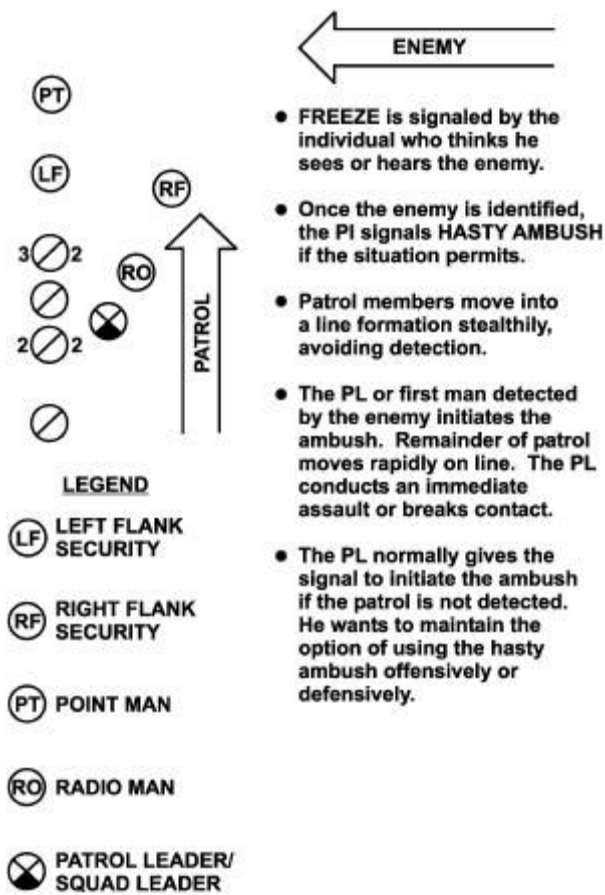 ENEMY
PT
LF
RF
3 2
RO
2 2
PATROL
LEGEND
LF LEFT FLANK
SECURITY
RF RIGHT FLANK
SECURITY
PT POINT MAN
RO RADIO MAN
PATROL LEADER/
SQUAD LEADER
● FREEZE is signaled by the
individual who thinks he
sees or hears the enemy.
● Once the enemy is identified,
the PI signals HASTY AMBUSH
if the situation permits.
● Patrol members move into
a line formation stealthily,
avoiding detection.
● The PL or first man detected
by the enemy initiates the
ambush. Remainder of patrol
moves rapidly on line. The PL
conducts an immediate
assault or breaks contact.
● The PL normally gives the
signal to initiate the ambush
if the patrol is not detected.
He wants to maintain the
option of using the hasty
ambush offensively or
defensively.